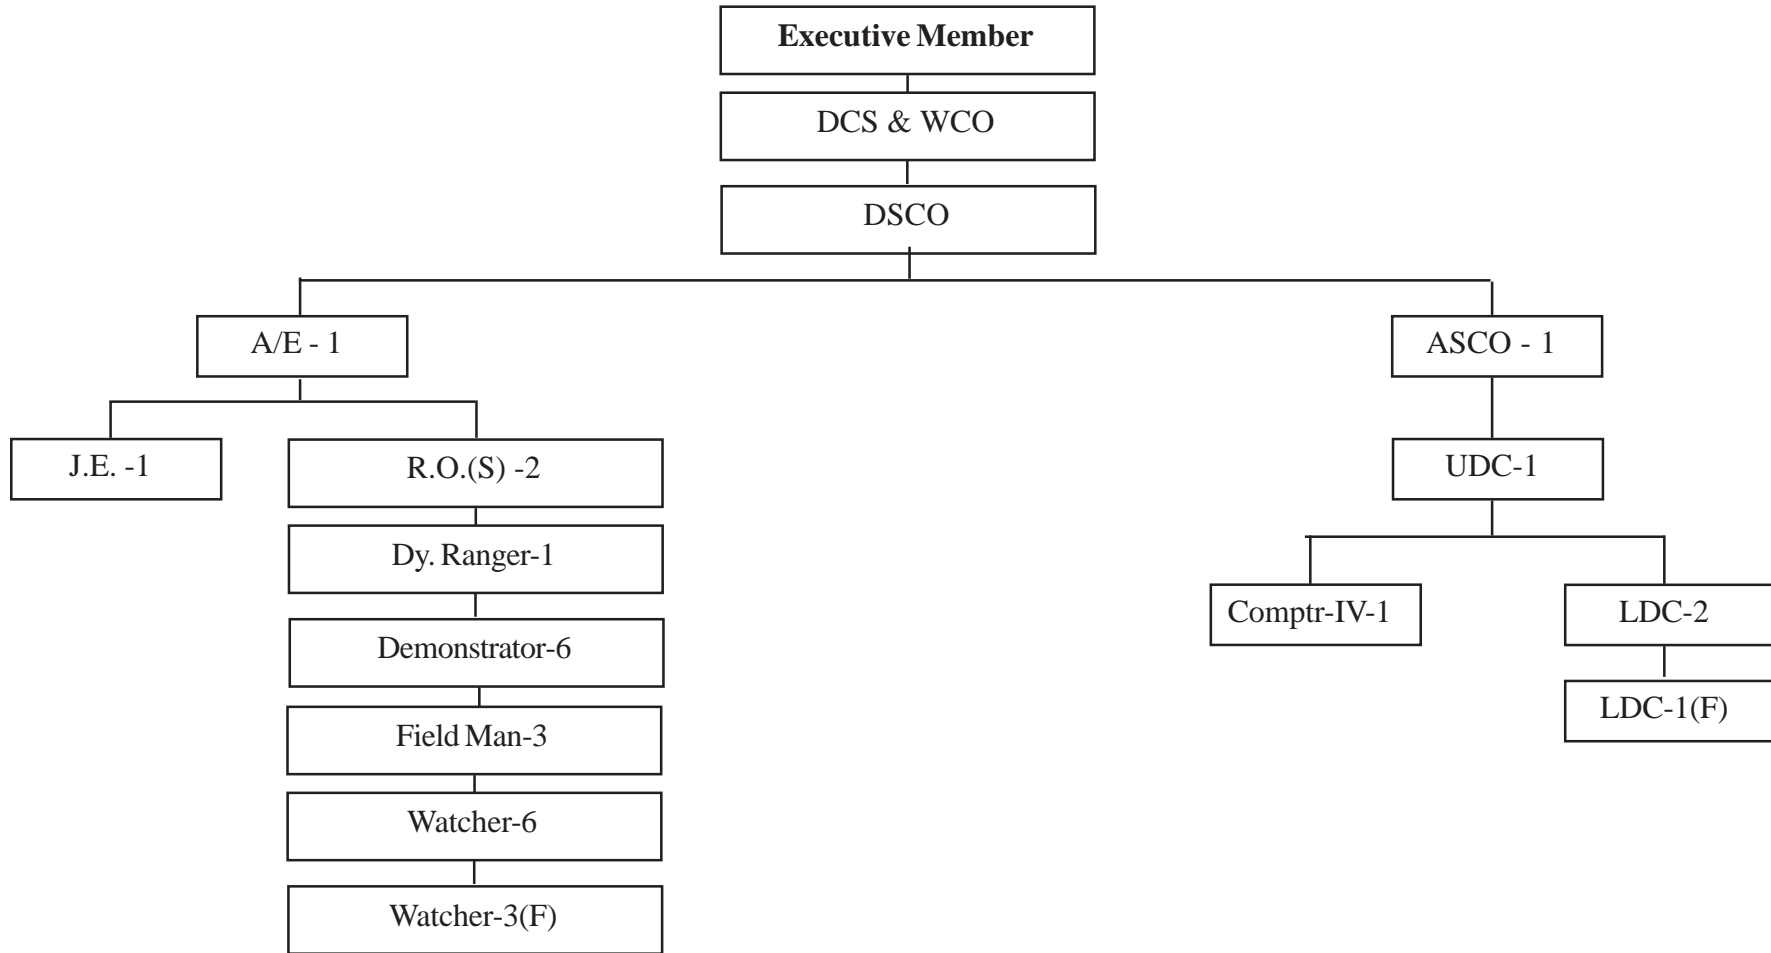 Executive Member
DCS & WCO
DSCO
A/E - 1
ASCO - 1
J.E. -1
R.O.(S) -2
UDC-1
Dy. Ranger-1
Comptr-IV-1
LDC-2
Demonstrator-6
LDC-1(F)
Field Man-3
Watcher-6
Watcher-3(F)